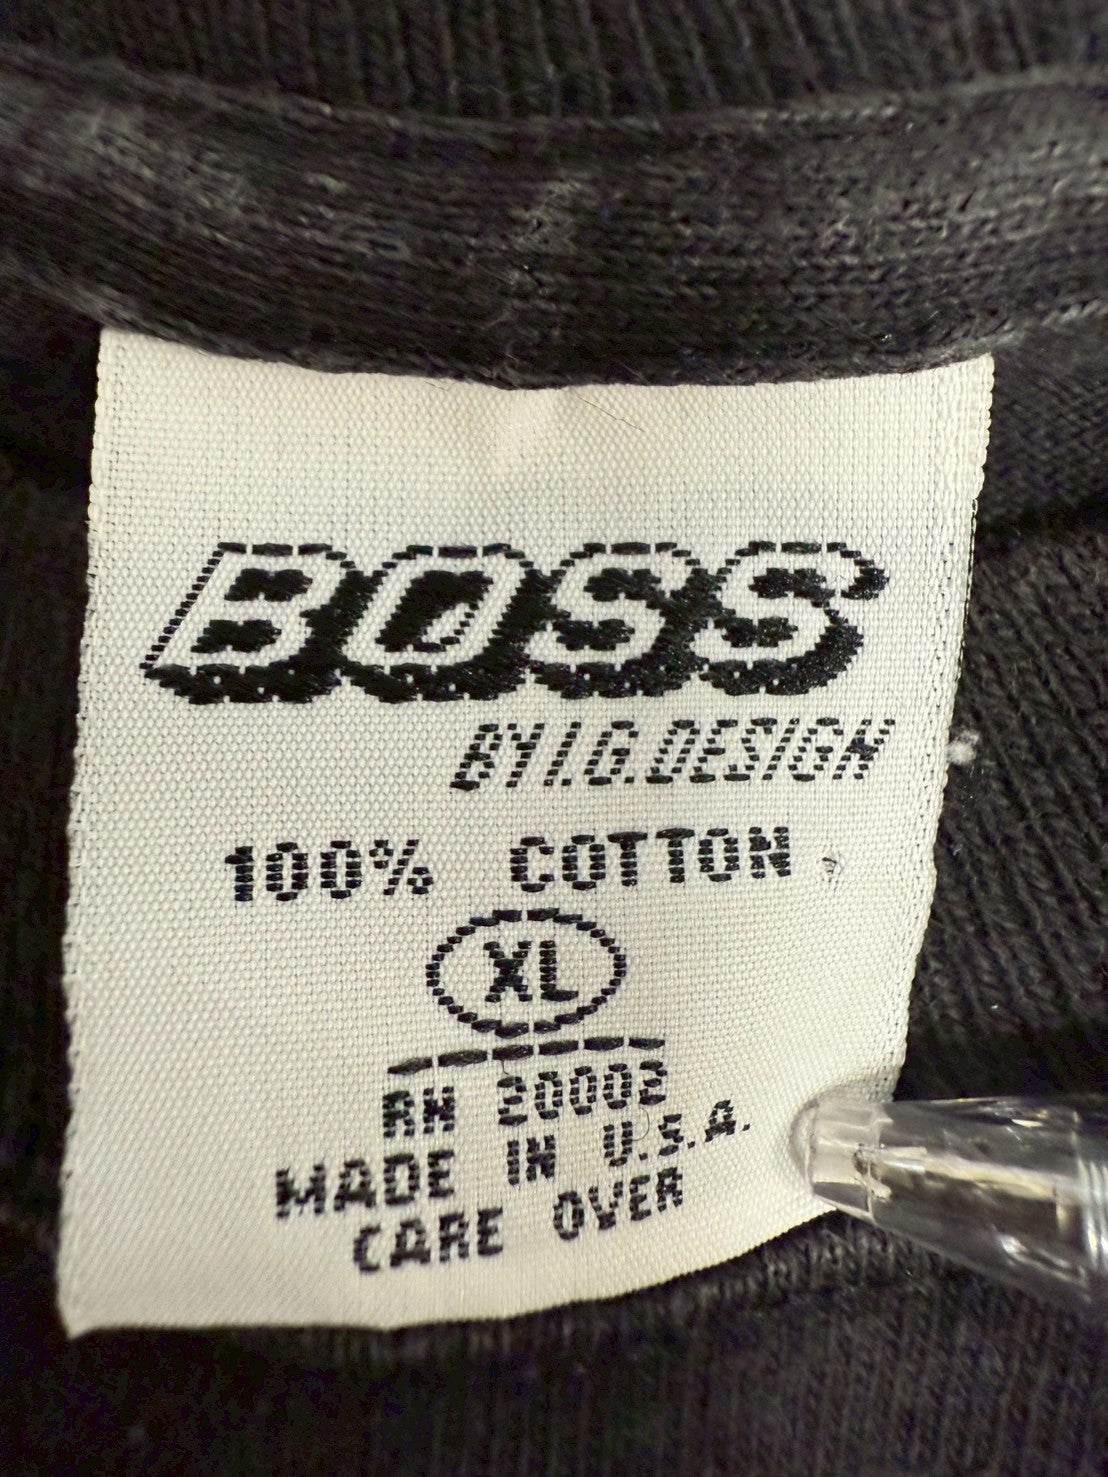 BOSS
BY I.G. DESIGN
100% COTTON
XL
RN 20002
MADE IN U.S.A.
CARE OVER